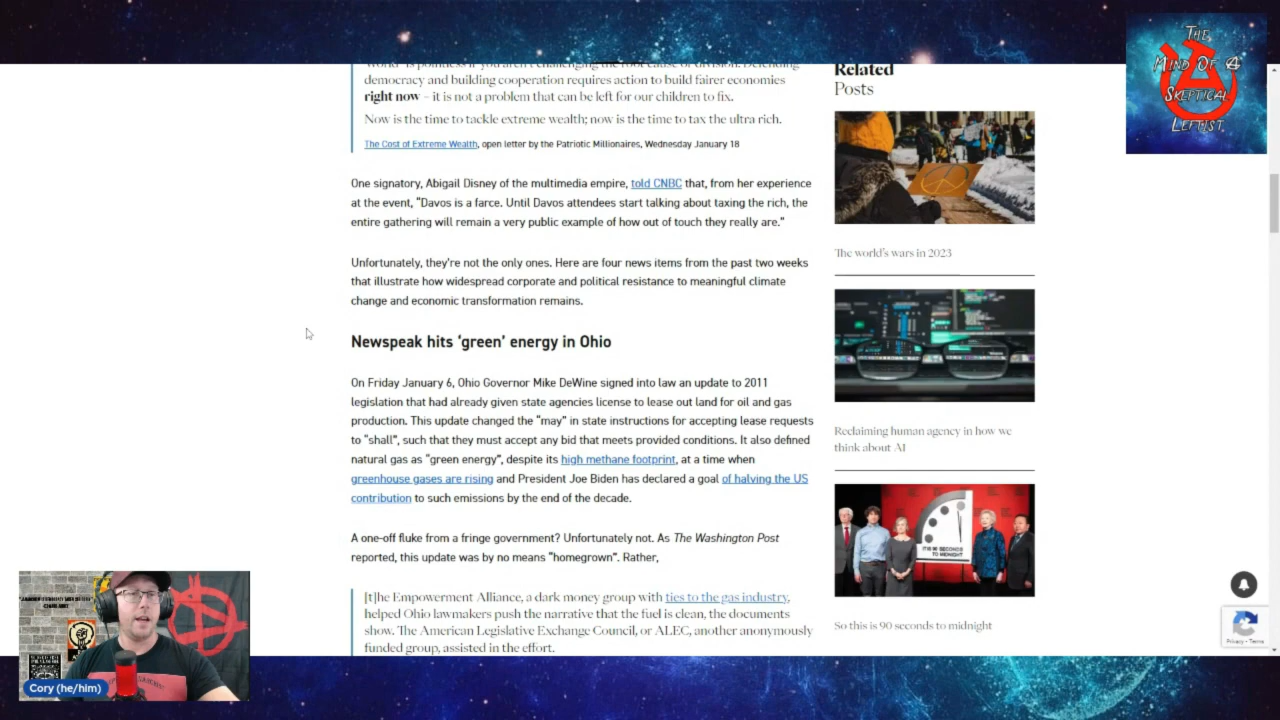 The
Mind Of A
Skeptical
Leftist
democracy and building cooperation requires action to build fairer economies
right now – it is not a problem that can be left for our children to fix.
Now is the time to tackle extreme wealth; now is the time to tax the ultra rich.
The Cost of Extreme Wealth, open letter by the Patriotic Millionaires, Wednesday January 18
One signatory, Abigail Disney of the multimedia empire, told CNBC that, from her experience
at the event, “Davos is a farce. Until Davos attendees start talking about taxing the rich, the
entire gathering will remain a very public example of how out of touch they really are.”
Unfortunately, they’re not the only ones. Here are four news items from the past two weeks
that illustrate how widespread corporate and political resistance to meaningful climate
change and economic transformation remains.
Newspeak hits ‘green’ energy in Ohio
On Friday January 6, Ohio Governor Mike DeWine signed into law an update to 2011
legislation that had already given state agencies license to lease out land for oil and gas
production. This update changed the “may” in state instructions for accepting lease requests
to “shall”, such that they must accept any bid that meets provided conditions. It also defined
natural gas as “green energy”, despite its high methane footprint, at a time when
greenhouse gases are rising and President Joe Biden has declared a goal of halving the US
contribution to such emissions by the end of the decade.
A one-off fluke from a fringe government? Unfortunately not. As The Washington Post
reported, this update was by no means “homegrown”. Rather,
[t]he Empowerment Alliance, a dark money group with ties to the gas industry,
helped Ohio lawmakers push the narrative that the fuel is clean, the documents
show. The American Legislative Exchange Council, or ALEC, another anonymously
funded group, assisted in the effort.
Related
Posts
The world’s wars in 2023
Reclaiming human agency in how we
think about AI
IT IS 90 SECONDS
TO MIDNIGHT
So this is 90 seconds to midnight
Privacy - Terms
Cory (he/him)